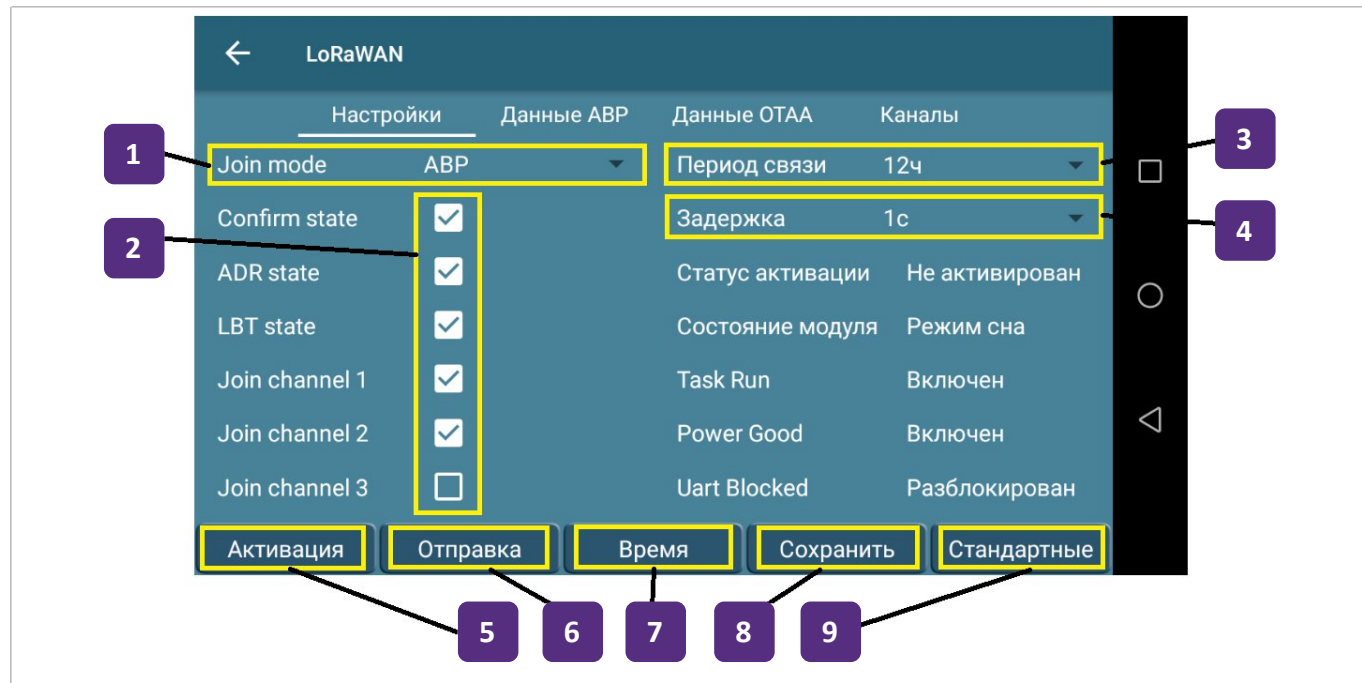 LoRaWAN
Настройки Данные ABP Данные OTAA Каналы
1 Join mode ABP Период связи 12ч 3
Confirm state Задержка 1с 4
2
ADR state Статус активации Не активирован
LBT state Состояние модуля Режим сна
Join channel 1 Task Run Включен
Join channel 2 Power Good Включен
Join channel 3 Uart Blocked Разблокирован
Активация Отправка Время Сохранить Стандартные
5 6 7 8 9